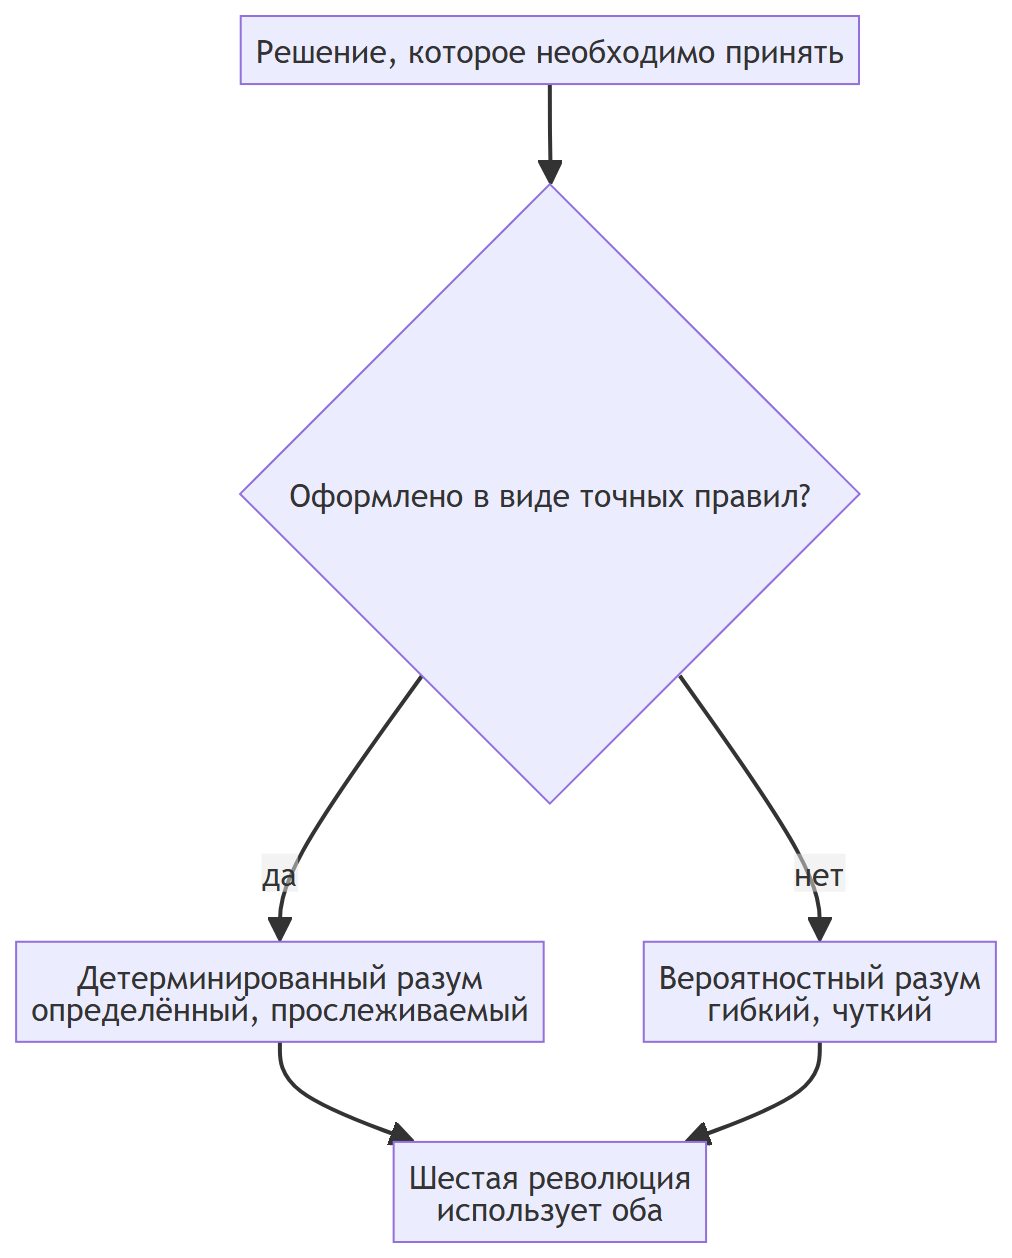 Решение, которое необходимо принять
Оформлено в виде точных правил?
да
нет
Детерминированный разум
определённый, прослеживаемый
Вероятностный разум
гибкий, чуткий
Шестая революция
использует оба